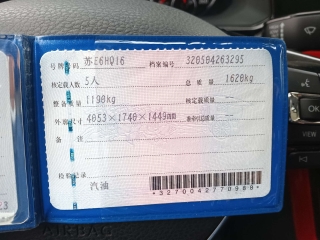 号牌号码 苏E6HQ16 档案编号 320504263295
核定载人数 5人 总质量 1620kg
整备质量 1190kg 核定载质量 --
外廓尺寸 4053×1740×1449mm 准牵引总质量 --
备注
检验记录
汽油
*3270042770988*
AIRBAG